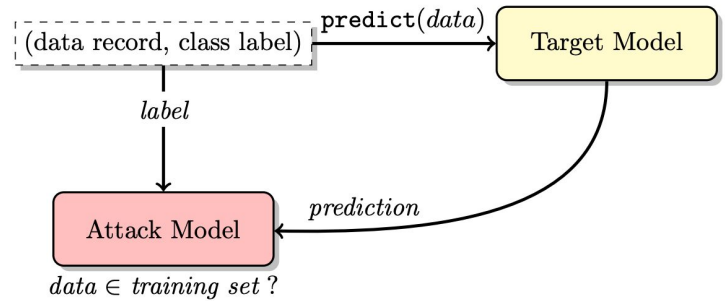 (data record, class label)
predict(data)
Target Model
label
prediction
Attack Model
data ∈ training set ?